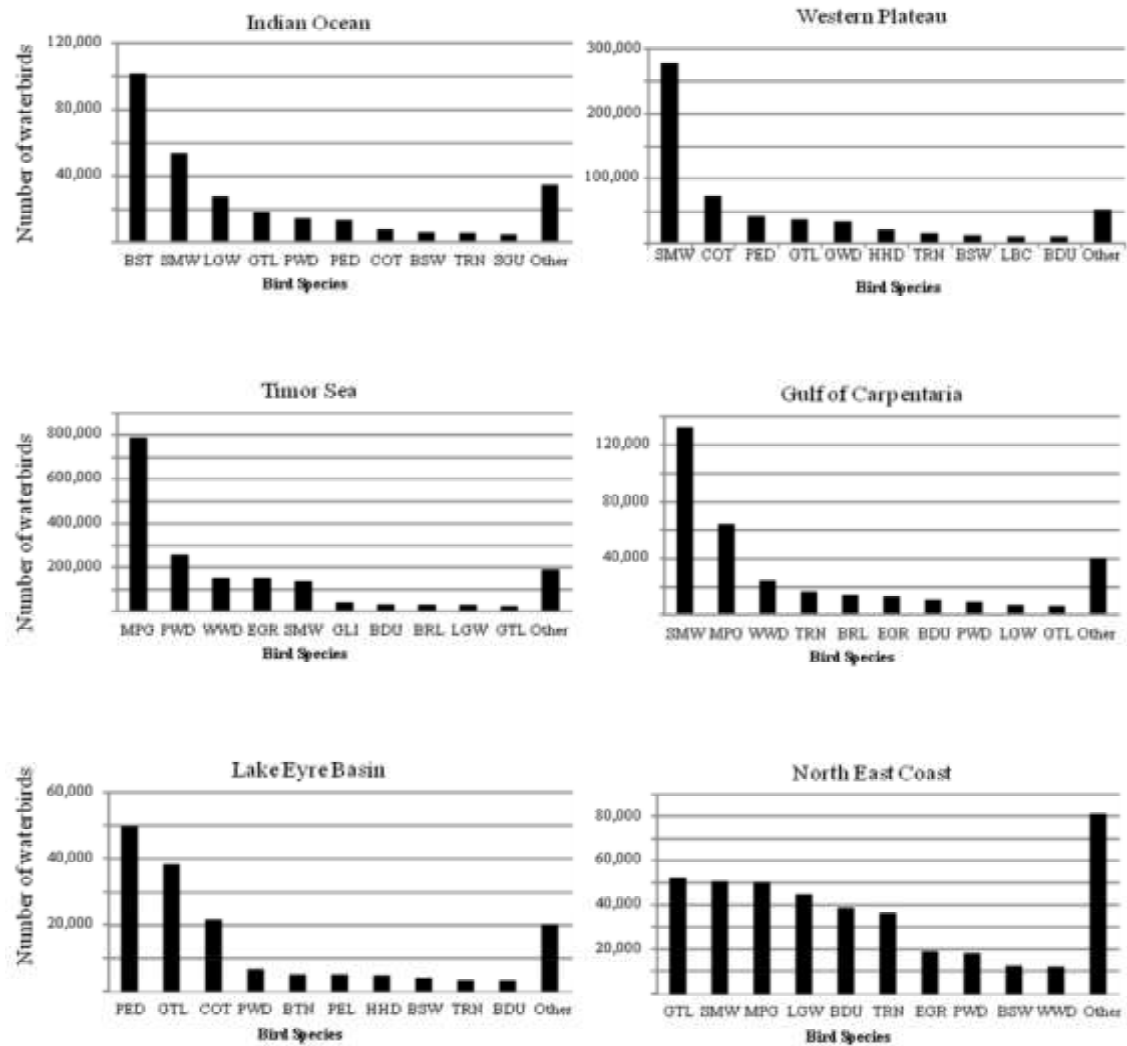 Indian Ocean
Number of waterbirds
120,000
80,000
40,000
BST SMW LGW GTL PWD PED COT BSW TRN SGU Other
Bird Species
Western Plateau
300,000
200,000
100,000
SMW COT PED GTL GWD HHD TRN BSW LBC BDU Other
Bird Species
Timor Sea
Number of waterbirds
800,000
600,000
400,000
200,000
MPG PWD WWD EGR SMW GLI BDU BRL LGW GTL Other
Bird Species
Gulf of Carpentaria
120,000
80,000
40,000
SMW MPG WWD TRN BRL EGR BDU PWD LGW GTL Other
Bird Species
Lake Eyre Basin
Number of waterbirds
60,000
40,000
20,000
PED GTL COT PWD BTN PEL HHD BSW TRN BDU Other
Bird Species
North East Coast
80,000
60,000
40,000
20,000
GTL SMW MPG LGW BDU TRN EGR PWD BSW WWD Other
Bird Species